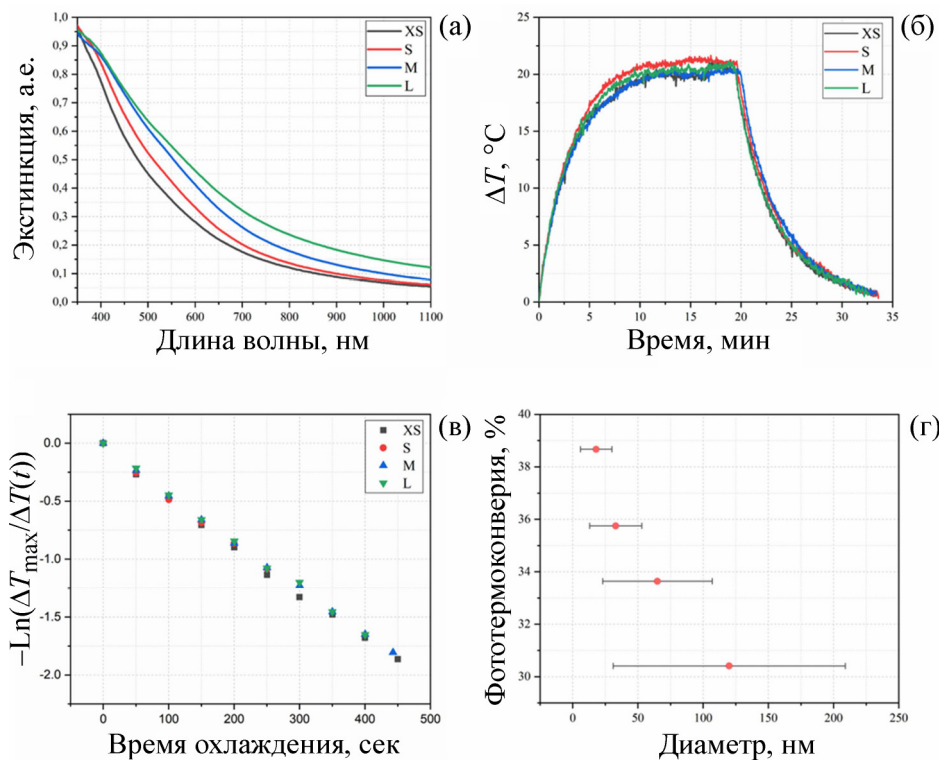 (а)
Экстинкция, а.е.
1,0
0,9
0,8
0,7
0,6
0,5
0,4
0,3
0,2
0,1
0,0
XS
S
M
L
400 500 600 700 800 900 1000 1100
Длина волны, нм
(б)
ΔT, °C
25
20
15
10
5
0
XS
S
M
L
0 5 10 15 20 25 30 35
Время, мин
(в)
−Ln(ΔTmax/ΔT(t))
0.0
-0.5
-1.0
-1.5
-2.0
XS
S
M
L
0 100 200 300 400 500
Время охлаждения, сек
(г)
Фототермоконверия, %
40
38
36
34
32
30
0 50 100 150 200 250
Диаметр, нм